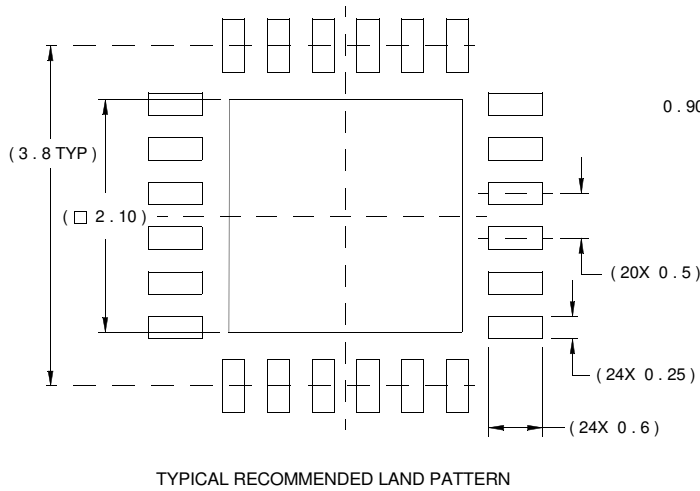 0.90
( 3 . 8 TYP )
( □ 2 . 10 )
( 20X 0 . 5 )
( 24X 0 . 25 )
( 24X 0 . 6 )
TYPICAL RECOMMENDED LAND PATTERN